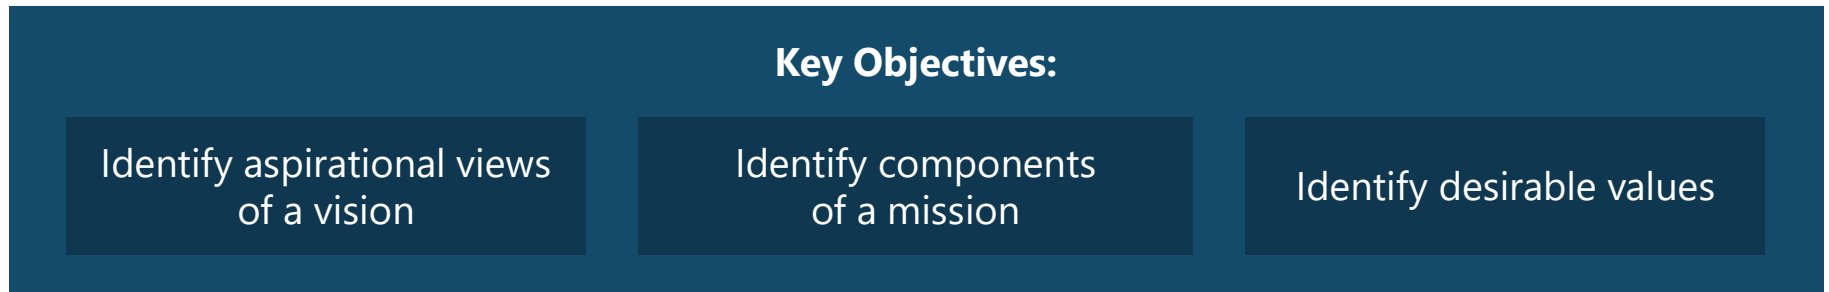 Key Objectives:
Identify aspirational views
of a vision
Identify components
of a mission
Identify desirable values